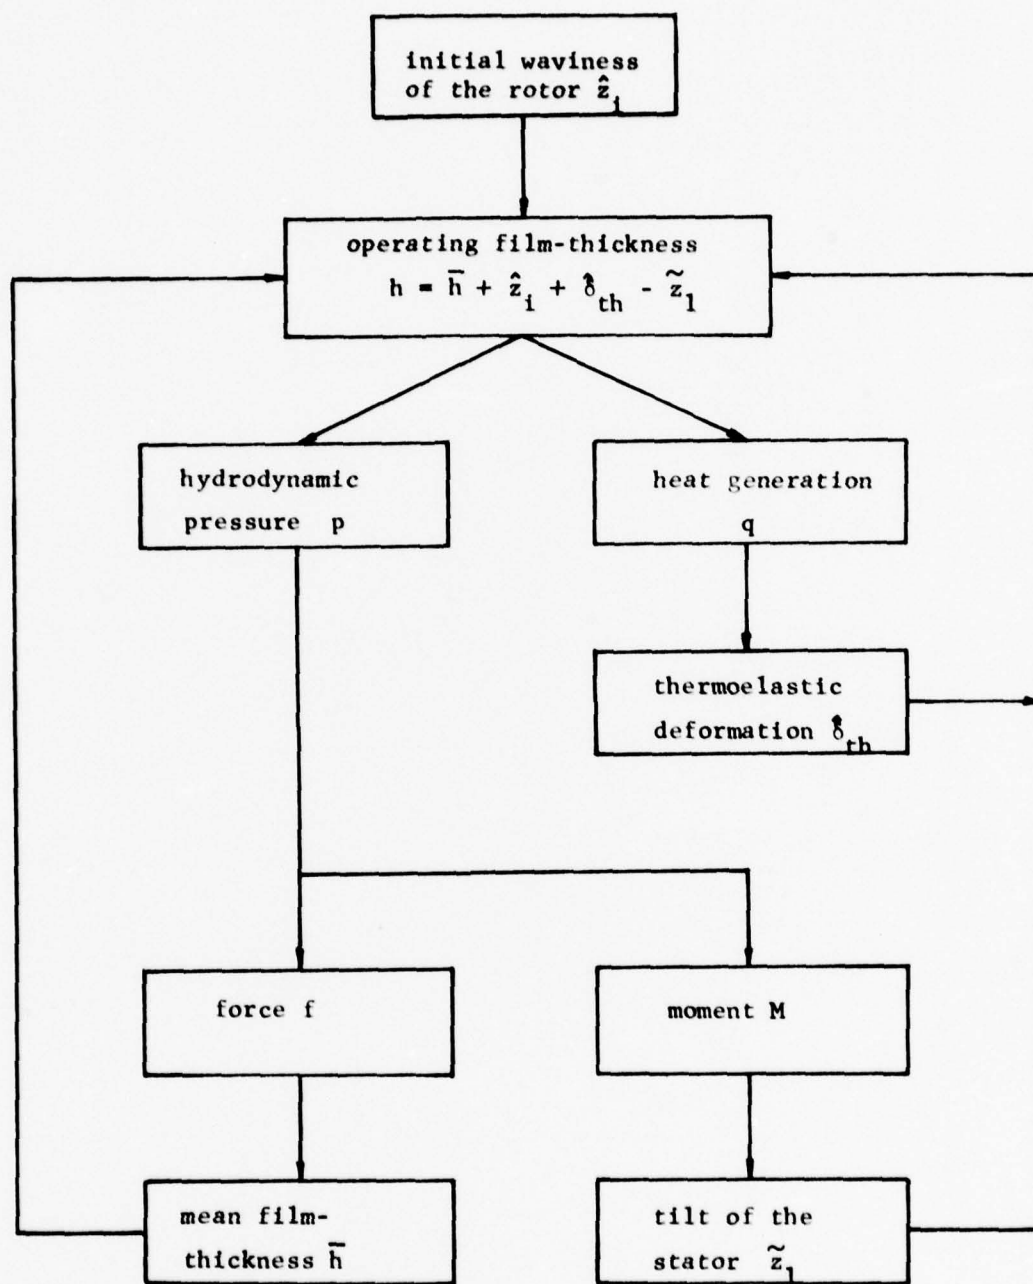 initial waviness
of the rotor ẑ_i
operating film-thickness
h = h̅ + ẑ_i + δ̂_th - z̃_1
hydrodynamic
pressure p
heat generation
q
thermoelastic
deformation δ̂_th
force f
moment M
mean film-
thickness h̅
tilt of the
stator z̃_1